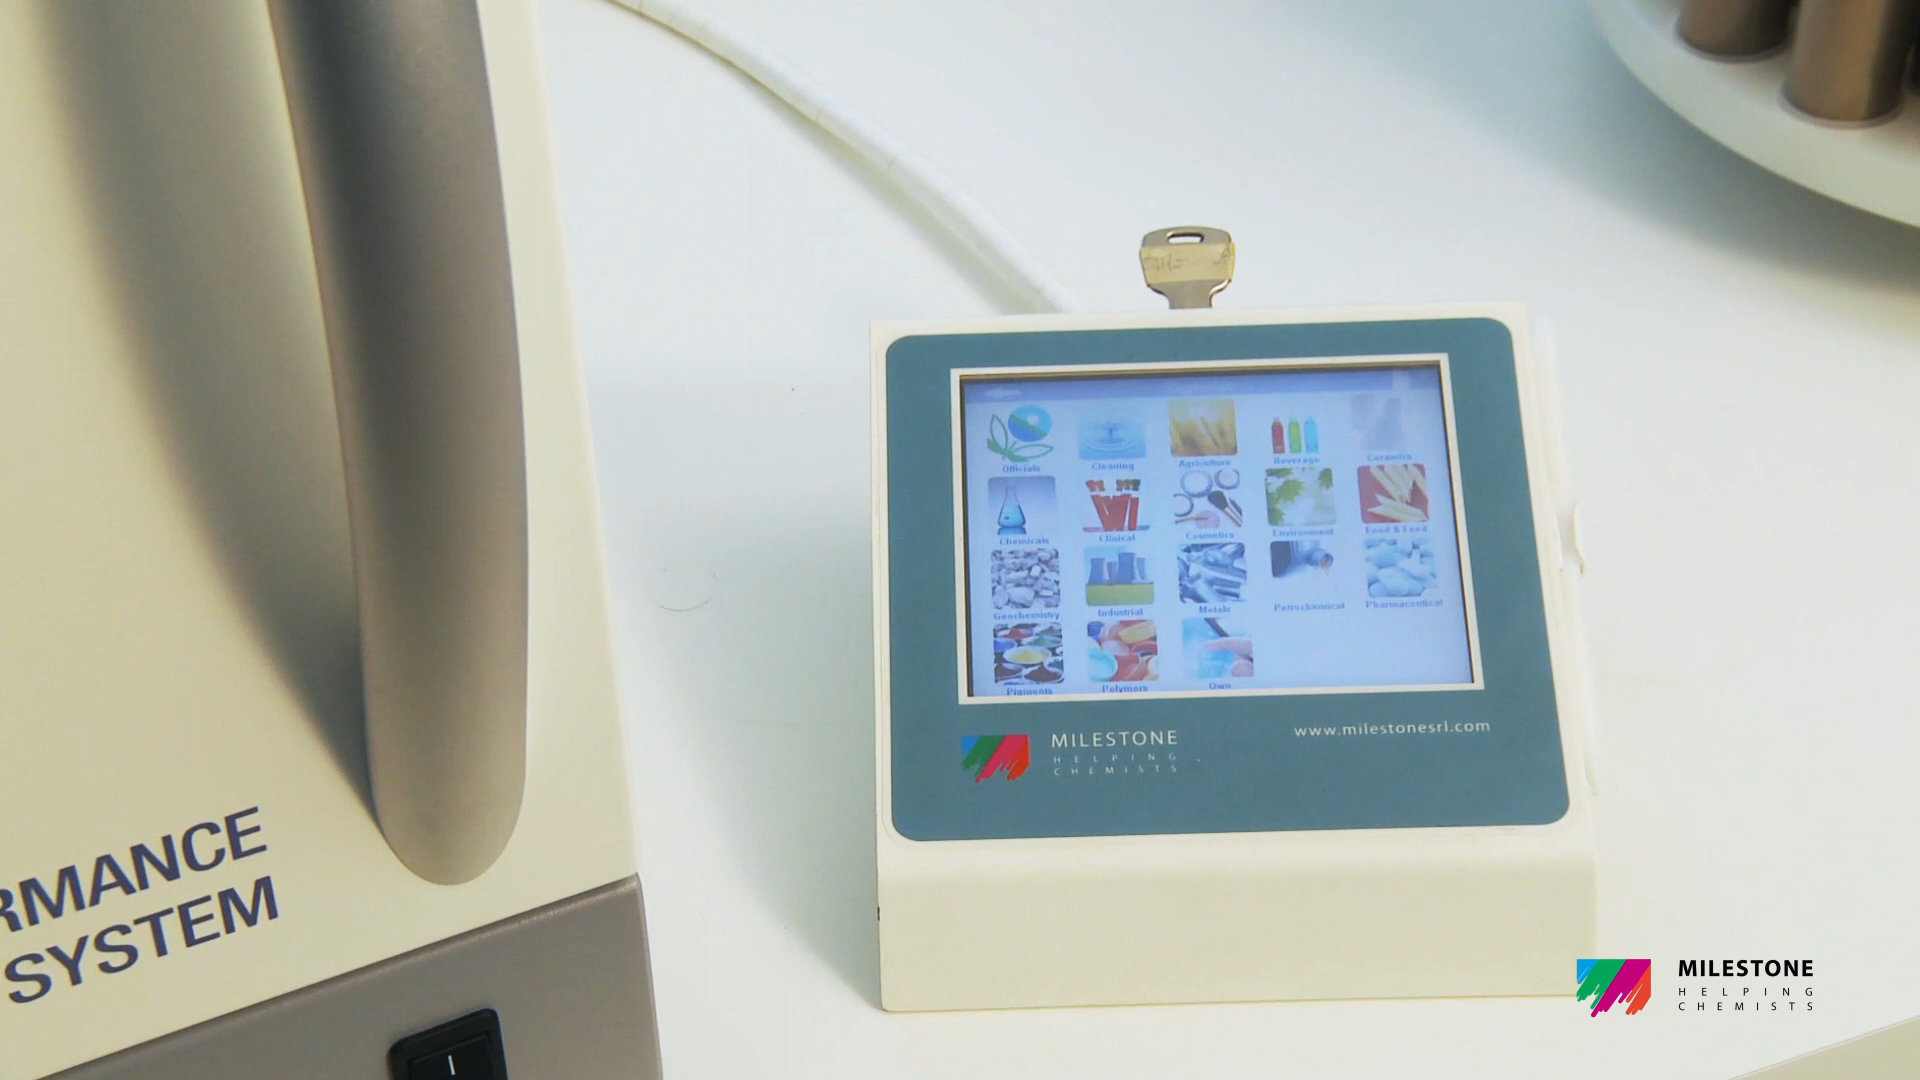 RMANCE
SYSTEM
Officials
Cleaning
Agriculture
Beverage
Ceramics
Chemicals
Clinical
Cosmetics
Environment
Food & Feed
Geochemistry
Industrial
Metals
Petrochemical
Pharmaceutical
Pigments
Polymers
Own
MILESTONE
HELPING
CHEMISTS
www.milestonesrl.com
MILESTONE
HELPING
CHEMISTS